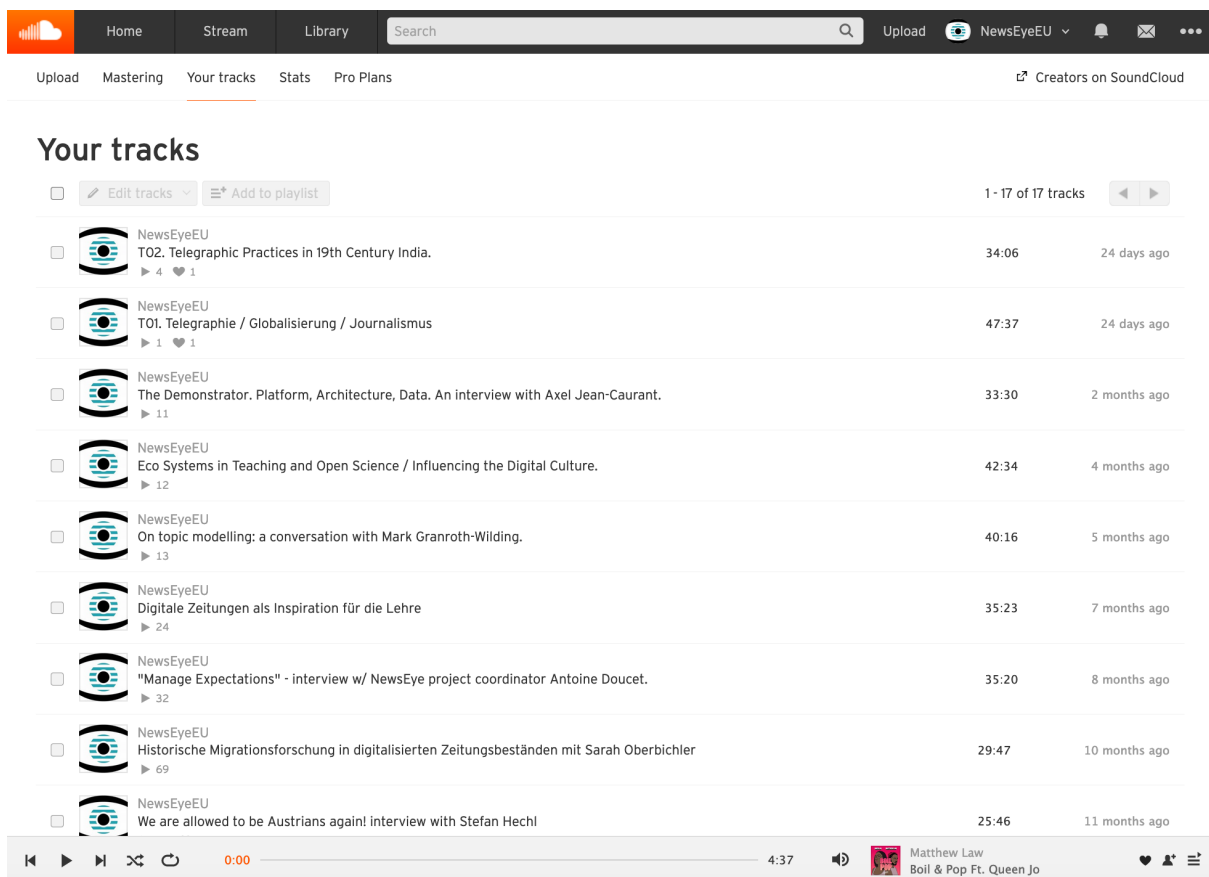 Home Stream Library Search Upload NewsEyeEU
Upload Mastering Your tracks Stats Pro Plans Creators on SoundCloud
Your tracks
Edit tracks Add to playlist 1 - 17 of 17 tracks
NewsEyeEU
T02. Telegraphic Practices in 19th Century India. 34:06 24 days ago
4 1
NewsEyeEU
T01. Telegraphie / Globalisierung / Journalismus 47:37 24 days ago
1 1
NewsEyeEU
The Demonstrator. Platform, Architecture, Data. An interview with Axel Jean-Caurant. 33:30 2 months ago
11
NewsEyeEU
Eco Systems in Teaching and Open Science / Influencing the Digital Culture. 42:34 4 months ago
12
NewsEyeEU
On topic modelling: a conversation with Mark Granroth-Wilding. 40:16 5 months ago
13
NewsEyeEU
Digitale Zeitungen als Inspiration für die Lehre 35:23 7 months ago
24
NewsEyeEU
"Manage Expectations" - interview w/ NewsEye project coordinator Antoine Doucet. 35:20 8 months ago
32
NewsEyeEU
Historische Migrationsforschung in digitalisierten Zeitungsbeständen mit Sarah Oberbichler 29:47 10 months ago
69
NewsEyeEU
We are allowed to be Austrians again! interview with Stefan Hechl 25:46 11 months ago
0:00 4:37 Matthew Law
Boil & Pop Ft. Queen Jo